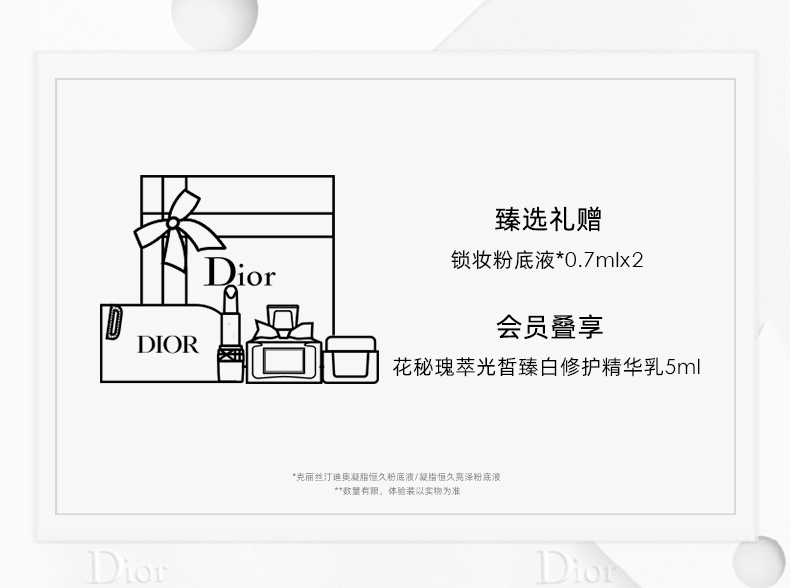 Dior
DIOR
臻选礼赠
锁妆粉底液*0.7mlx2
会员叠享
花秘瑰萃光皙臻白修护精华乳5ml
*克丽丝汀迪奥凝脂恒久粉底液/凝脂恒久亮泽粉底液
**数量有限，体验装以实物为准
Dior
Dior